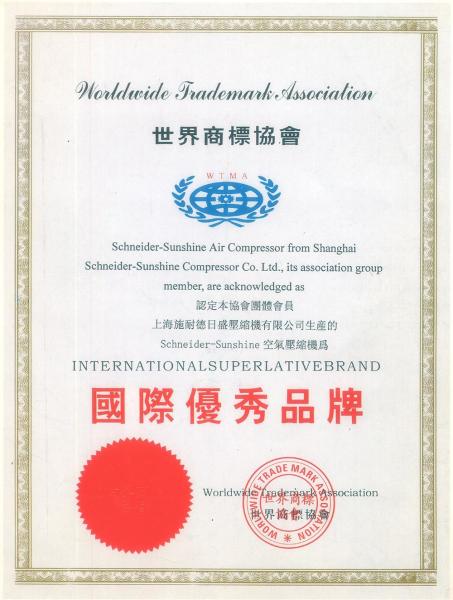 Worldwide Trademark Association
世界商標協會
WTMA
Schneider-Sunshine Air Compressor from Shanghai
Schneider-Sunshine Compressor Co. Ltd., its association group
member, are acknowledged as
認定本協會團體會員
上海施耐德日盛壓縮機有限公司生産的
Schneider-Sunshine 空氣壓縮機爲
INTERNATIONALSUPERLATIVEBRAND
國際優秀品牌
WORLDWIDE TRADE MARK ASSOCIATION
世界商標
Worldwide Trademark Association
世界商標協會